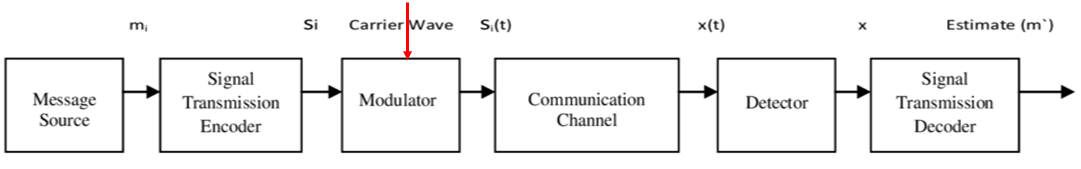 mᵢ Si Carrier Wave Sᵢ(t) x(t) x Estimate (m`)
Message
Source
Signal
Transmission
Encoder
Modulator
Communication
Channel
Detector
Signal
Transmission
Decoder